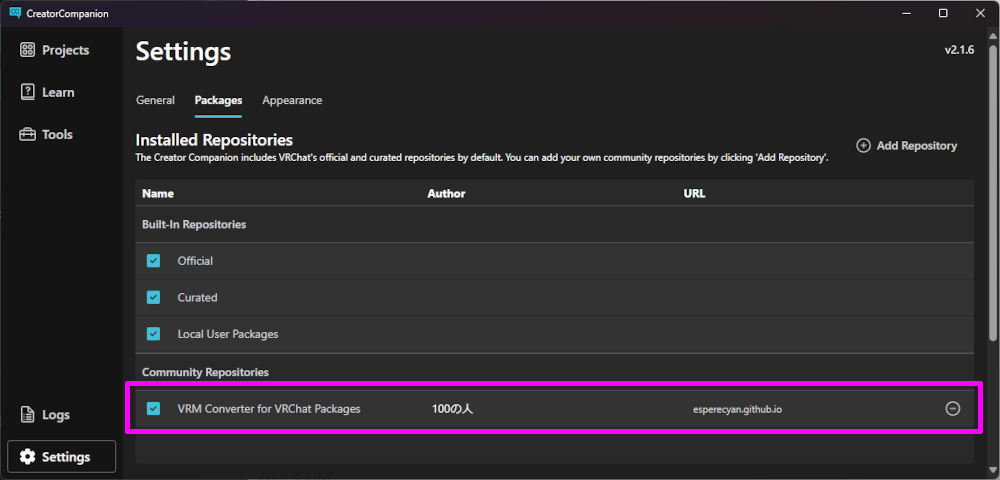 CreatorCompanion
Projects
Learn
Tools
Logs
Settings
Settings
v2.1.6
General Packages Appearance
Installed Repositories
The Creator Companion includes VRChat's official and curated repositories by default. You can add your own community repositories by clicking 'Add Repository'.
Add Repository
Name Author URL
Built-In Repositories
Official
Curated
Local User Packages
Community Repositories
VRM Converter for VRChat Packages 100の人 esperecyan.github.io